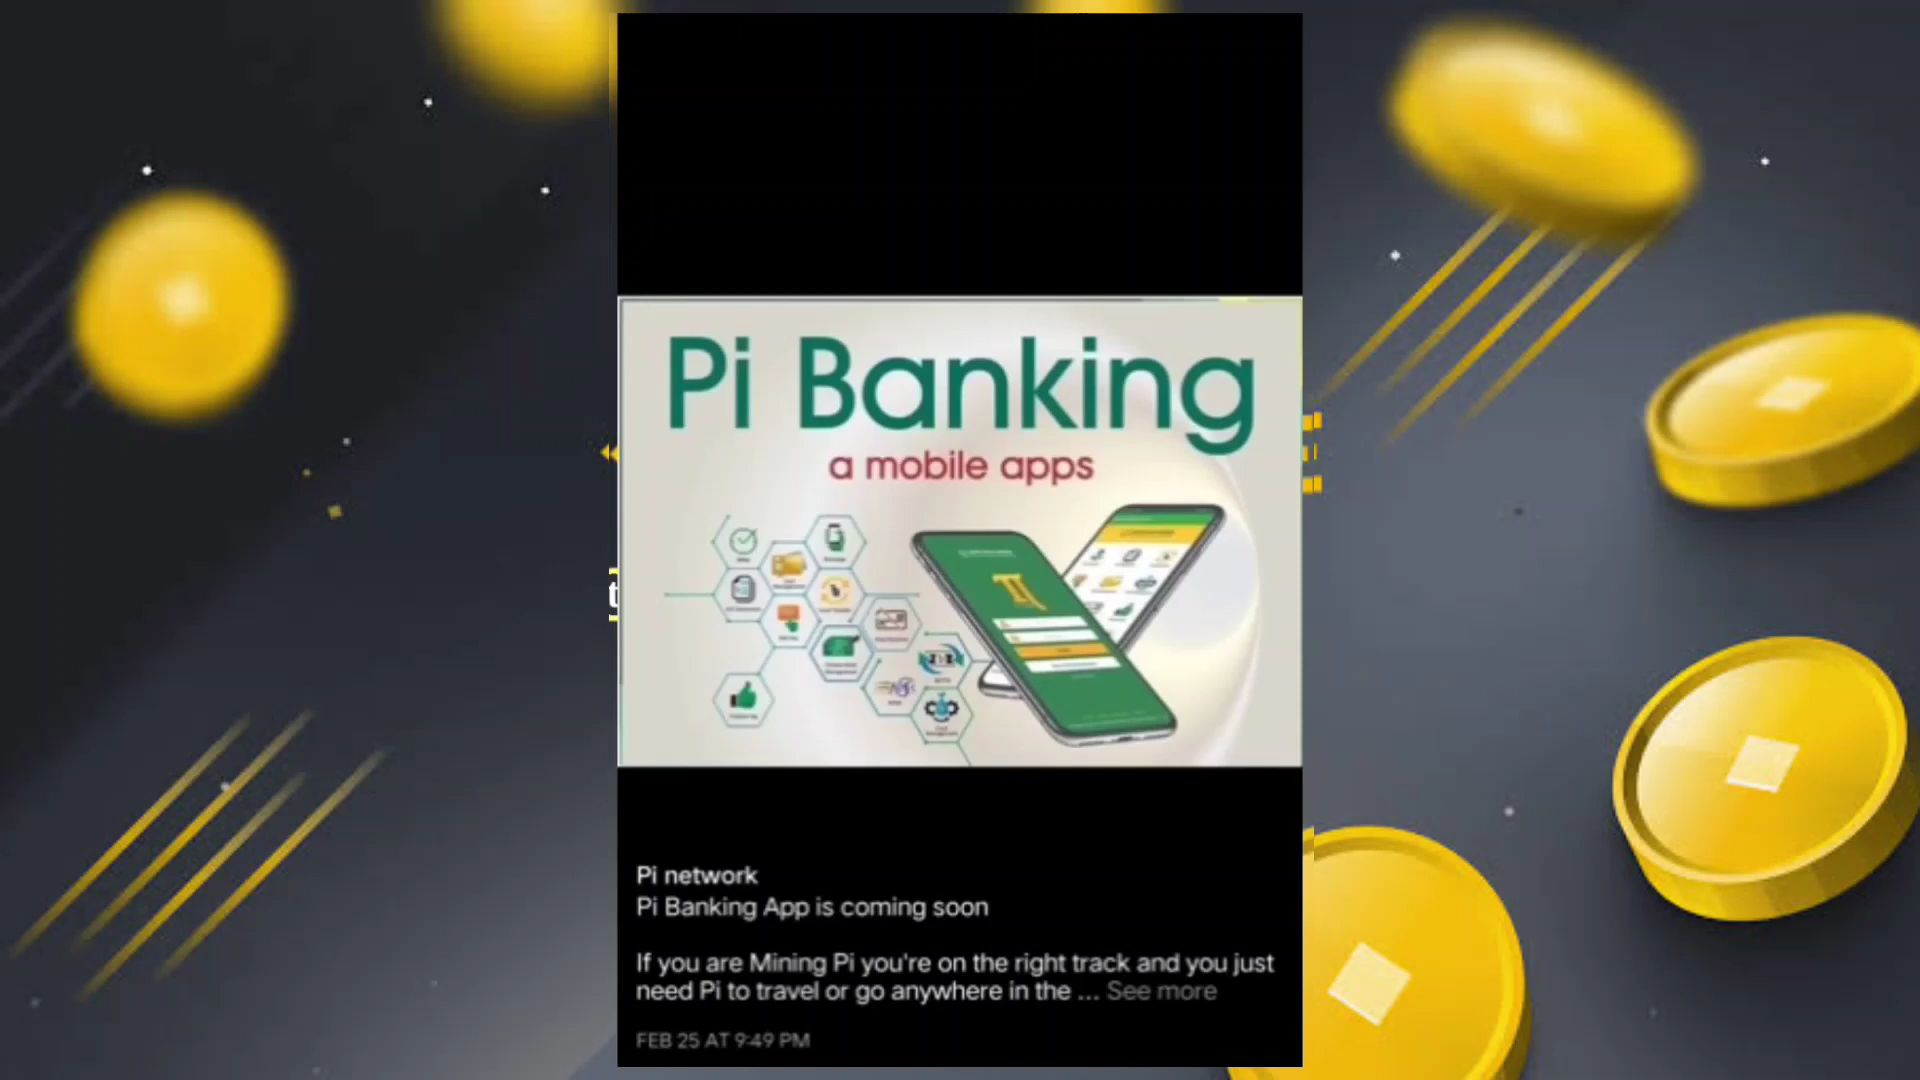 Pi Banking
a mobile apps
Pi network
Pi Banking App is coming soon
If you are Mining Pi you're on the right track and you just
need Pi to travel or go anywhere in the ... See more
FEB 25 AT 9:49 PM